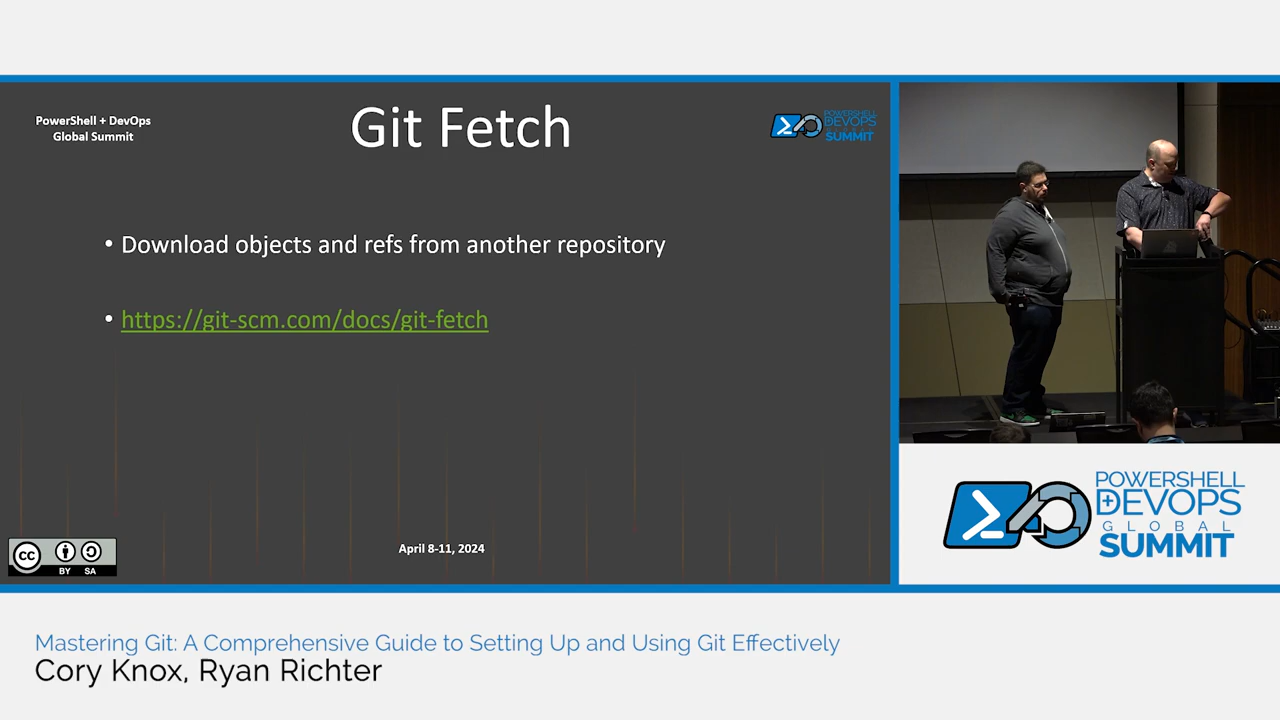 PowerShell + DevOps
Global Summit
Git Fetch
POWERSHELL
DEVOPS
GLOBAL
SUMMIT
• Download objects and refs from another repository
• https://git-scm.com/docs/git-fetch
April 8-11, 2024
cc
BY SA
POWERSHELL
DEVOPS
GLOBAL
SUMMIT
Mastering Git: A Comprehensive Guide to Setting Up and Using Git Effectively
Cory Knox, Ryan Richter